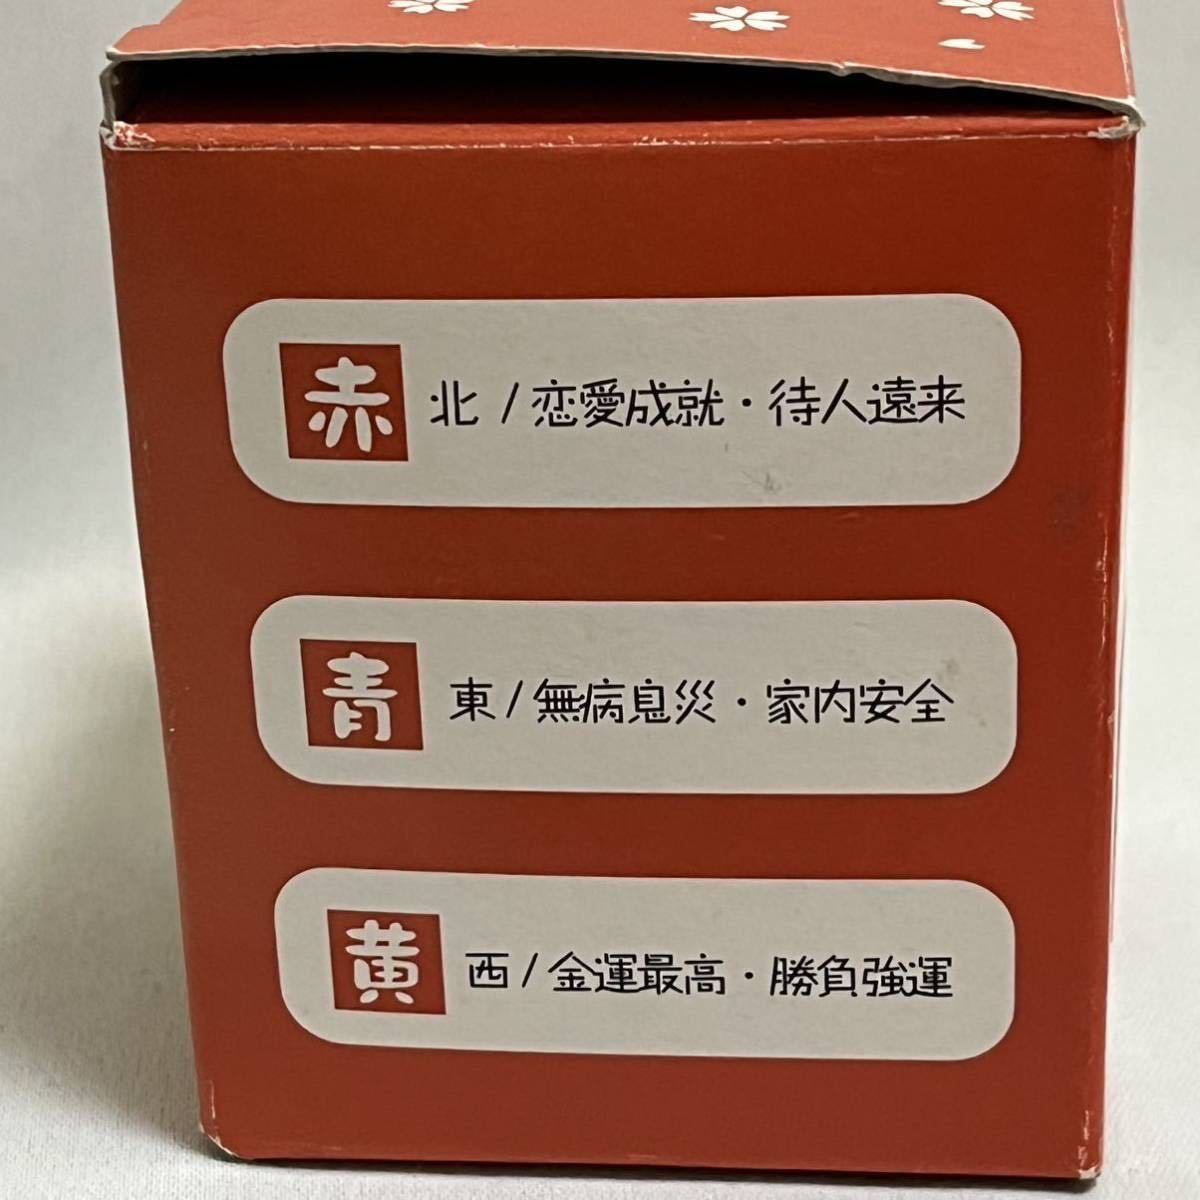 赤 北/恋愛成就・待人遠来
青 東/無病息災・家内安全
黄 西/金運最高・勝負強運